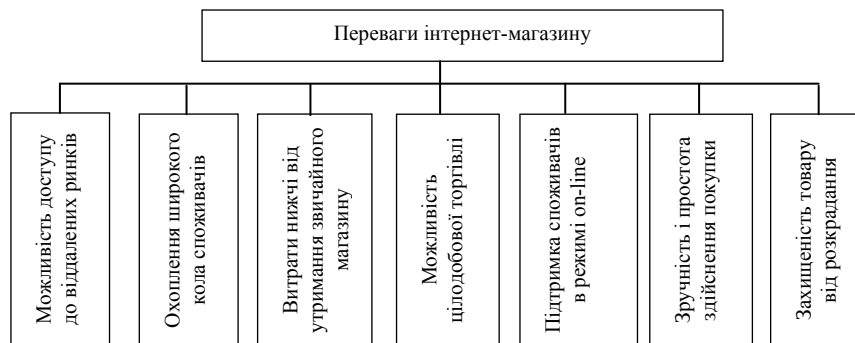 Переваги інтернет-магазину
Можливість доступу
до віддалених ринків
Охоплення широкого
кола споживачів
Витрати нижчі від
утримання звичайного
магазину
Можливість
цілодобової торгівлі
Підтримка споживачів
в режимі on-line
Зручність і простота
здійснення покупки
Захищеність товару
від розкрадання